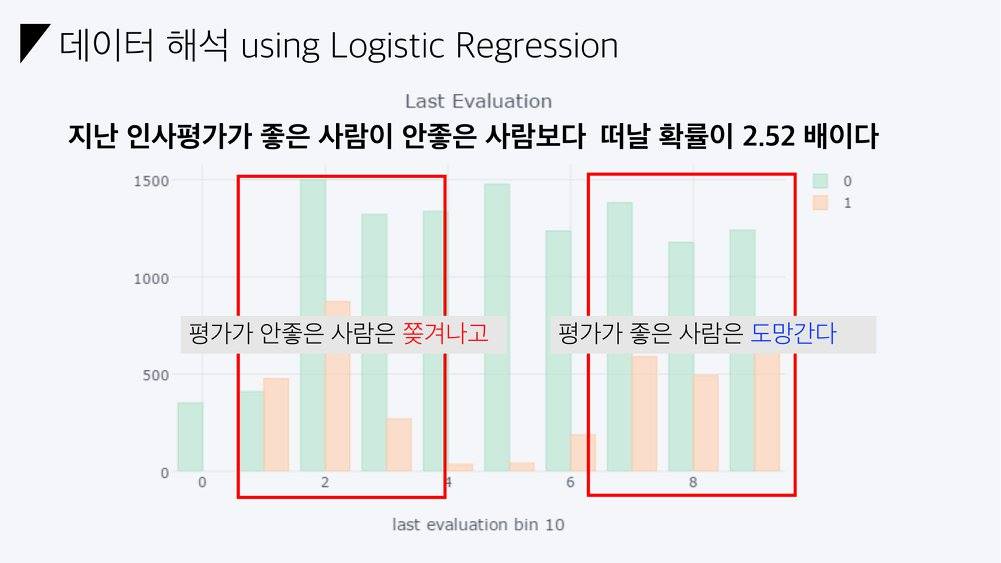 데이터 해석 using Logistic Regression
Last Evaluation
지난 인사평가가 좋은 사람이 안좋은 사람보다 떠날 확률이 2.52 배이다
1500
1000
500
0
0
1
평가가 안좋은 사람은 쫒겨나고
평가가 좋은 사람은 도망간다
0 2 4 6 8
last evaluation bin 10